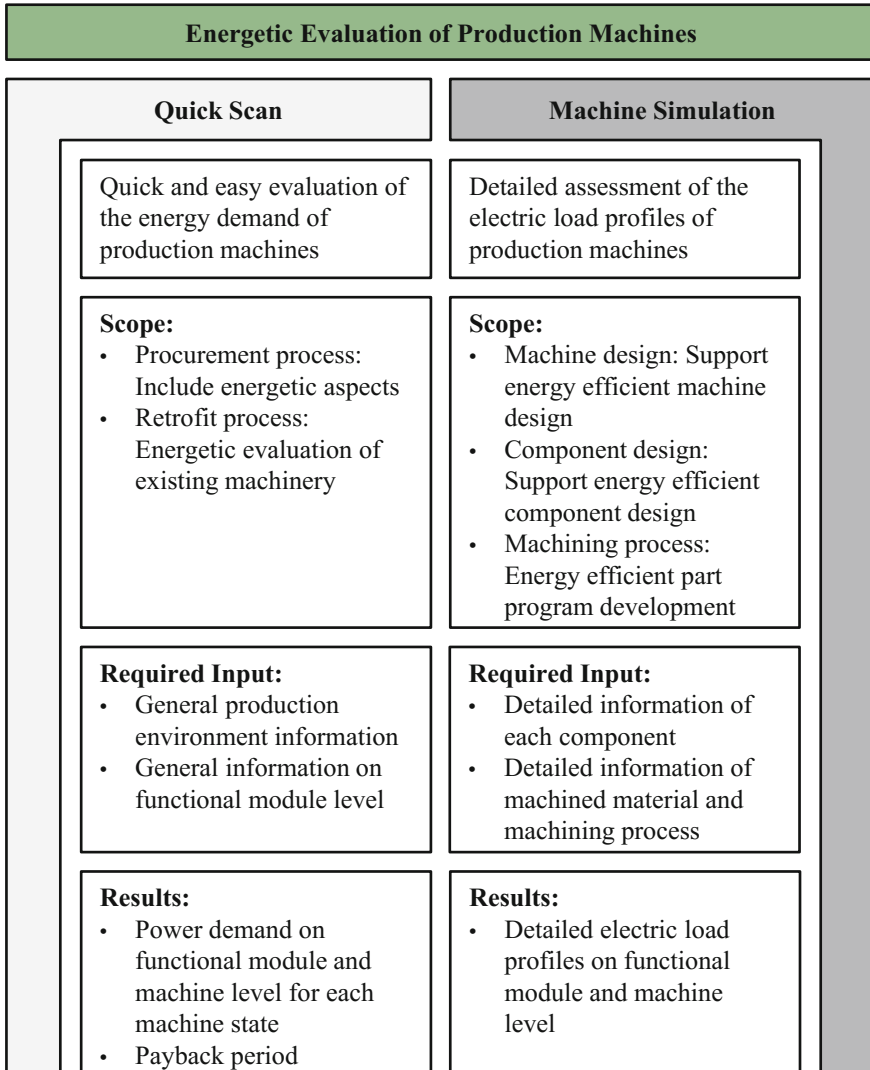 Energetic Evaluation of Production Machines
Quick Scan
Quick and easy evaluation of
the energy demand of
production machines
Scope:
• Procurement process:
Include energetic aspects
• Retrofit process:
Energetic evaluation of
existing machinery
Required Input:
• General production
environment information
• General information on
functional module level
Results:
• Power demand on
functional module and
machine level for each
machine state
• Payback period
Machine Simulation
Detailed assessment of the
electric load profiles of
production machines
Scope:
• Machine design: Support
energy efficient machine
design
• Component design:
Support energy efficient
component design
• Machining process:
Energy efficient part
program development
Required Input:
• Detailed information of
each component
• Detailed information of
machined material and
machining process
Results:
• Detailed electric load
profiles on functional
module and machine
level